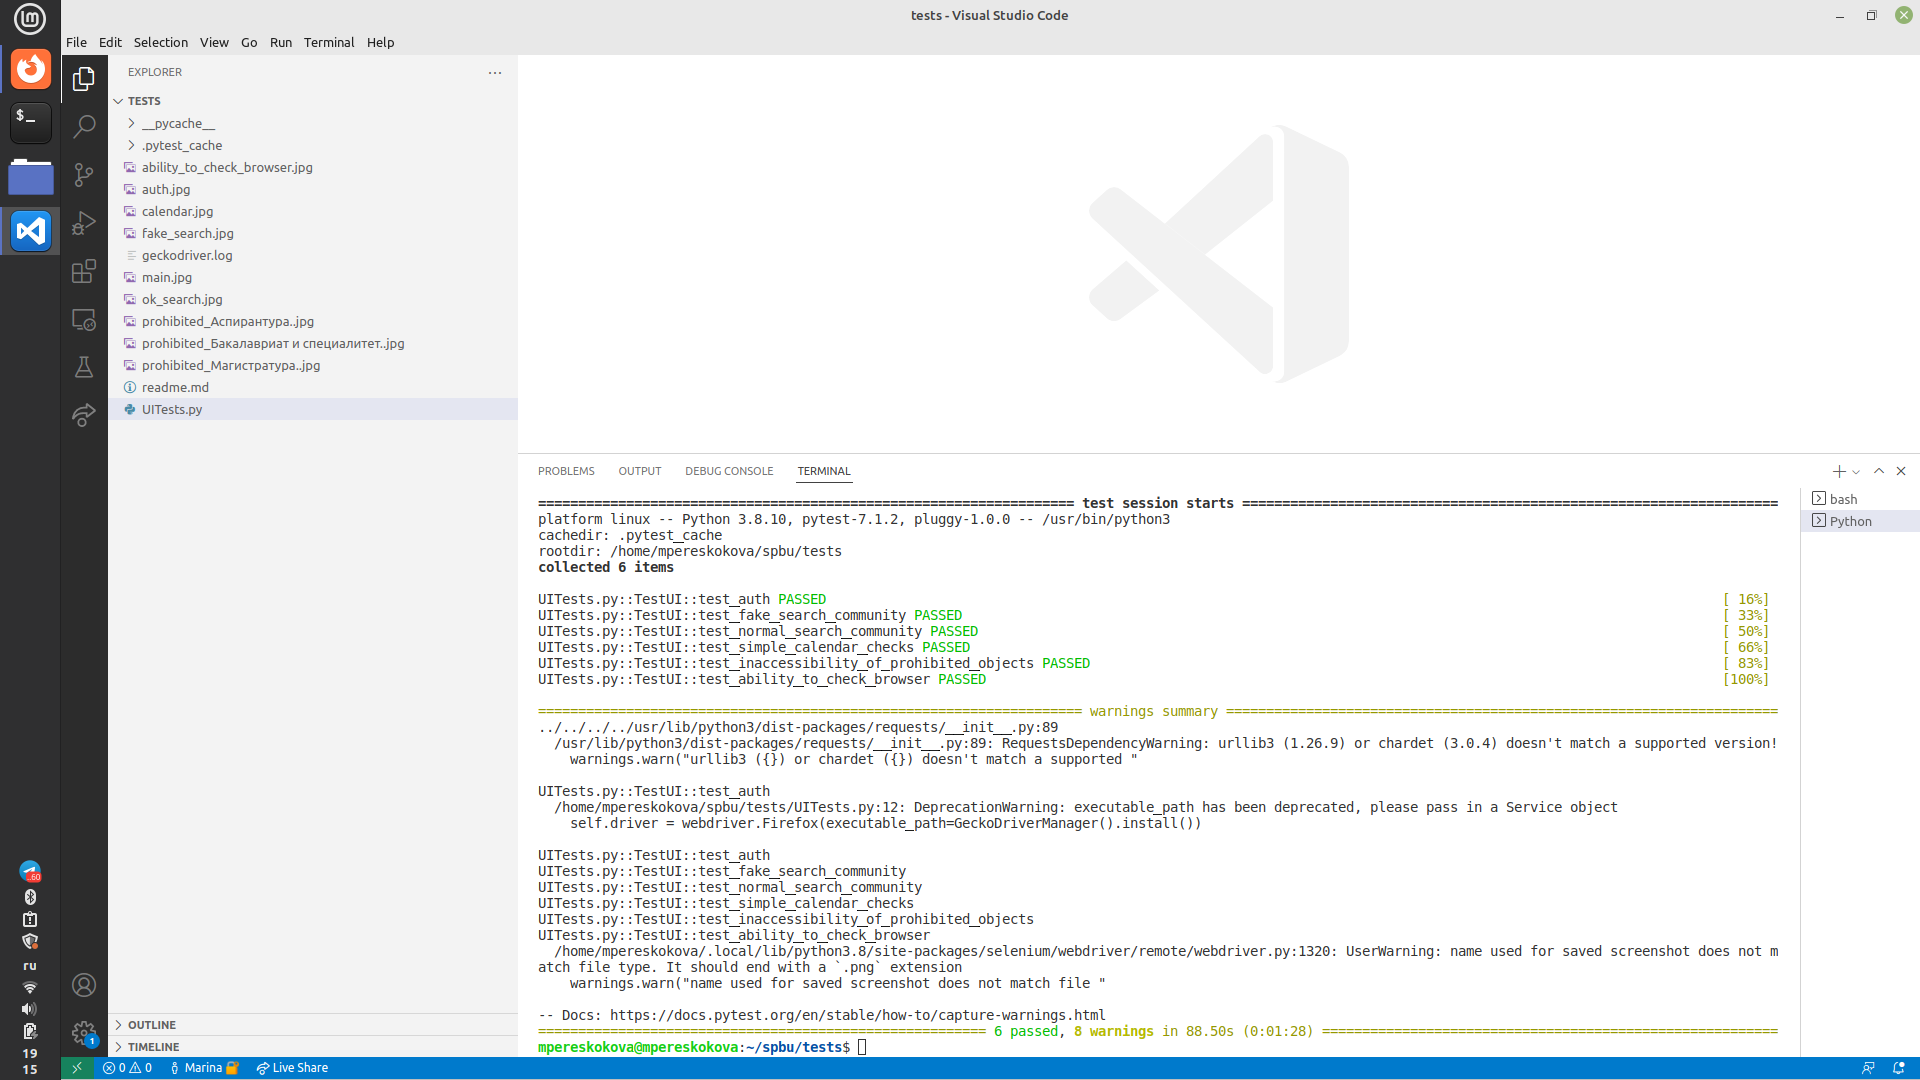 tests - Visual Studio Code
File Edit Selection View Go Run Terminal Help
EXPLORER
TESTS
__pycache__
.pytest_cache
ability_to_check_browser.jpg
auth.jpg
calendar.jpg
fake_search.jpg
geckodriver.log
main.jpg
ok_search.jpg
prohibited_Аспирантура..jpg
prohibited_Бакалавриат и специалитет..jpg
prohibited_Магистратура..jpg
readme.md
UITests.py
OUTLINE
TIMELINE
PROBLEMS OUTPUT DEBUG CONSOLE TERMINAL
=================================================================== test session starts ===================================================================
platform linux -- Python 3.8.10, pytest-7.1.2, pluggy-1.0.0 -- /usr/bin/python3
cachedir: .pytest_cache
rootdir: /home/mpereskokova/spbu/tests
collected 6 items
UITests.py::TestUI::test_auth PASSED [ 16%]
UITests.py::TestUI::test_fake_search_community PASSED [ 33%]
UITests.py::TestUI::test_normal_search_community PASSED [ 50%]
UITests.py::TestUI::test_simple_calendar_checks PASSED [ 66%]
UITests.py::TestUI::test_inaccessibility_of_prohibited_objects PASSED [ 83%]
UITests.py::TestUI::test_ability_to_check_browser PASSED [100%]
==================================================================== warnings summary =====================================================================
../../../../usr/lib/python3/dist-packages/requests/__init__.py:89
/usr/lib/python3/dist-packages/requests/__init__.py:89: RequestsDependencyWarning: urllib3 (1.26.9) or chardet (3.0.4) doesn't match a supported version!
warnings.warn("urllib3 ({}) or chardet ({}) doesn't match a supported "
UITests.py::TestUI::test_auth
/home/mpereskokova/spbu/tests/UITests.py:12: DeprecationWarning: executable_path has been deprecated, please pass in a Service object
self.driver = webdriver.Firefox(executable_path=GeckoDriverManager().install())
UITests.py::TestUI::test_auth
UITests.py::TestUI::test_fake_search_community
UITests.py::TestUI::test_normal_search_community
UITests.py::TestUI::test_simple_calendar_checks
UITests.py::TestUI::test_inaccessibility_of_prohibited_objects
UITests.py::TestUI::test_ability_to_check_browser
/home/mpereskokova/.local/lib/python3.8/site-packages/selenium/webdriver/remote/webdriver.py:1320: UserWarning: name used for saved screenshot does not m
atch file type. It should end with a `.png` extension
warnings.warn("name used for saved screenshot does not match file "
-- Docs: https://docs.pytest.org/en/stable/how-to/capture-warnings.html
======================================================== 6 passed, 8 warnings in 88.50s (0:01:28) =========================================================
mpereskokova@mpereskokova:~/spbu/tests$
bash
Python
..60
ru
19
15
1
0 0 Marina Live Share